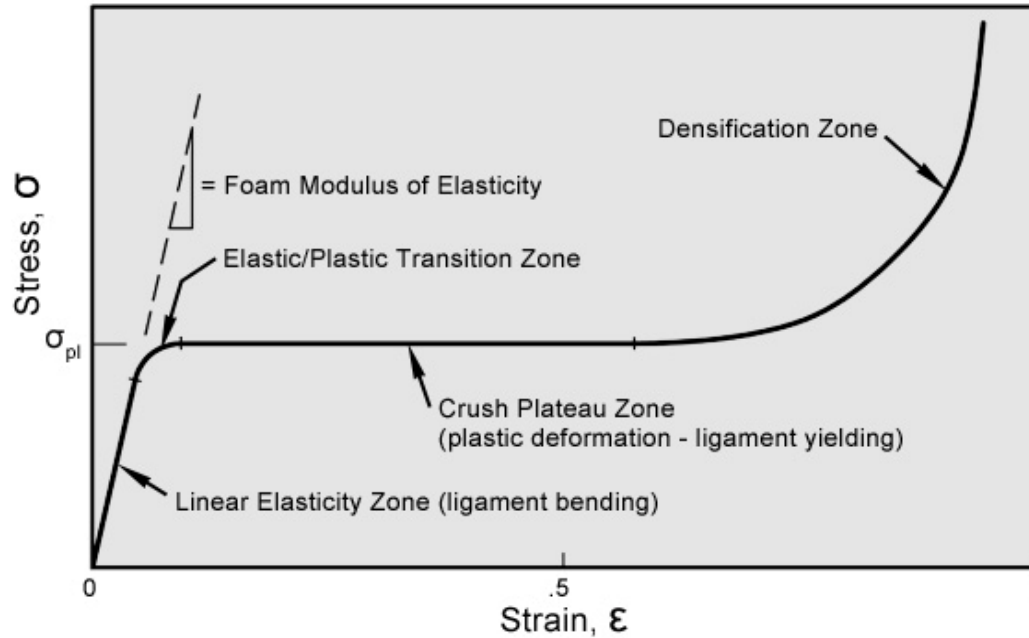 Densification Zone
= Foam Modulus of Elasticity
Elastic/Plastic Transition Zone
Stress, σ
σpl
Crush Plateau Zone
(plastic deformation - ligament yielding)
Linear Elasticity Zone (ligament bending)
0
.5
Strain, ε